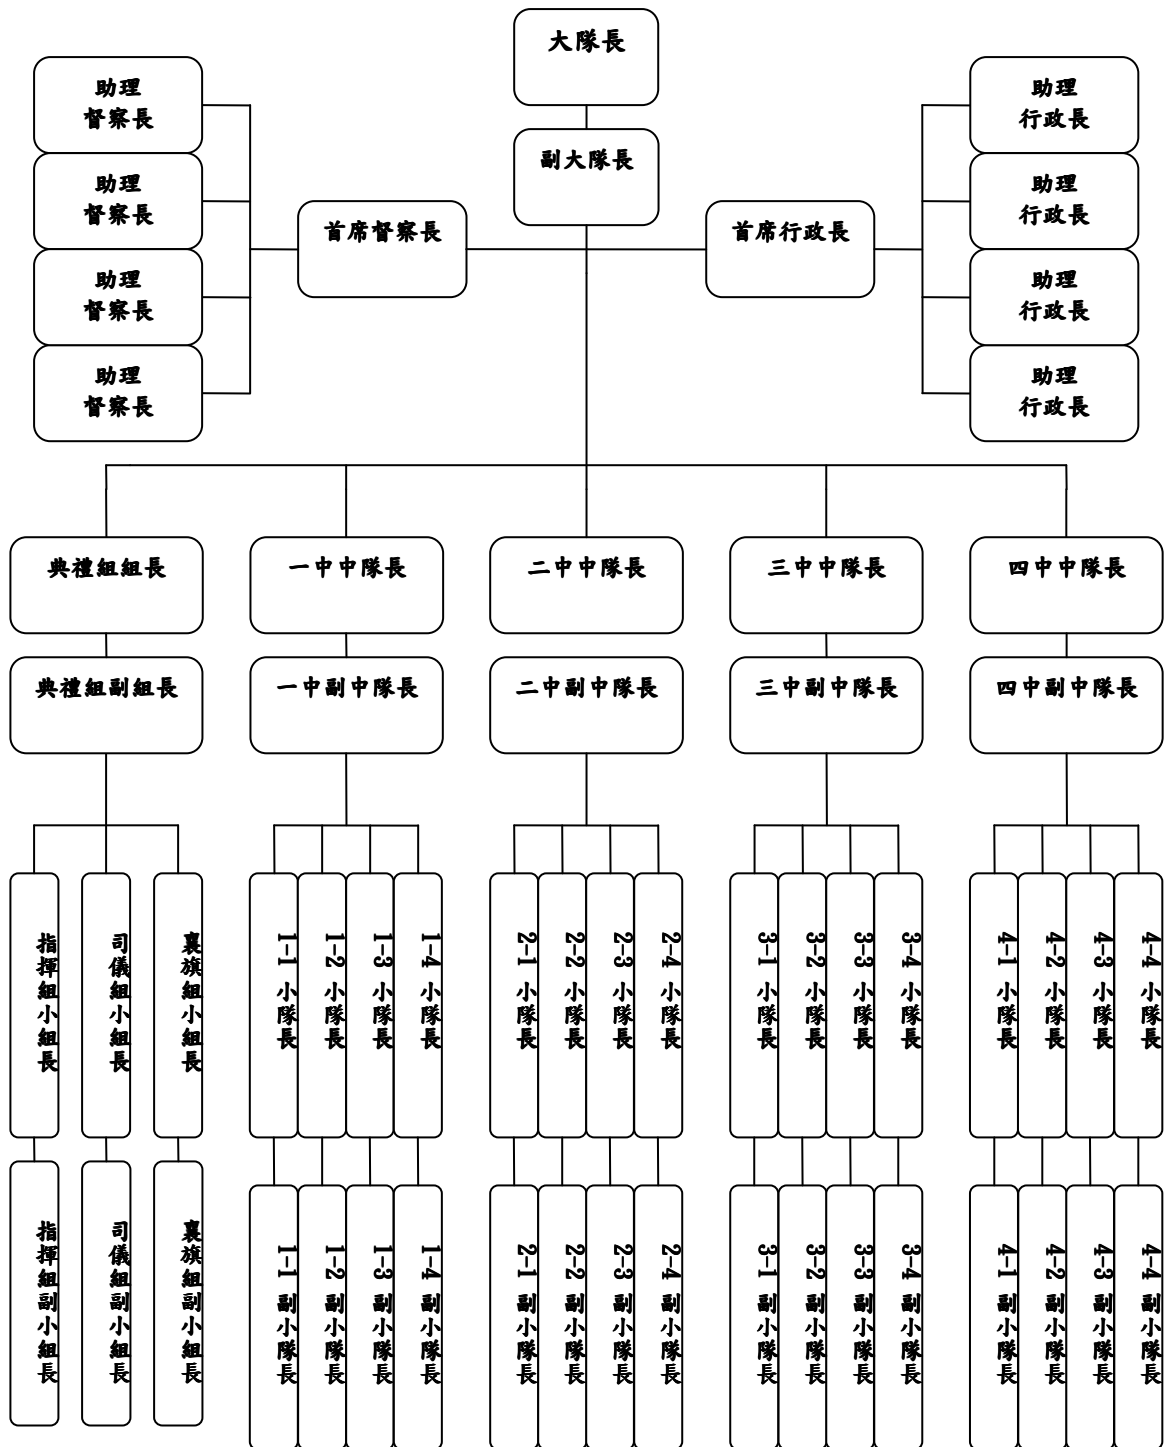 大隊長
副大隊長
助理
督察長
助理
督察長
助理
督察長
助理
督察長
首席督察長
首席行政長
助理
行政長
助理
行政長
助理
行政長
助理
行政長
典禮組組長
一中中隊長
二中中隊長
三中中隊長
四中中隊長
典禮組副組長
一中副中隊長
二中副中隊長
三中副中隊長
四中副中隊長
指揮組小組長
司儀組小組長
襄旗組小組長
1-1 小隊長
1-2 小隊長
1-3 小隊長
1-4 小隊長
2-1 小隊長
2-2 小隊長
2-3 小隊長
2-4 小隊長
3-1 小隊長
3-2 小隊長
3-3 小隊長
3-4 小隊長
4-1 小隊長
4-2 小隊長
4-3 小隊長
4-4 小隊長
指揮組副小組長
司儀組副小組長
襄旗組副小組長
1-1 副小隊長
1-2 副小隊長
1-3 副小隊長
1-4 副小隊長
2-1 副小隊長
2-2 副小隊長
2-3 副小隊長
2-4 副小隊長
3-1 副小隊長
3-2 副小隊長
3-3 副小隊長
3-4 副小隊長
4-1 副小隊長
4-2 副小隊長
4-3 副小隊長
4-4 副小隊長